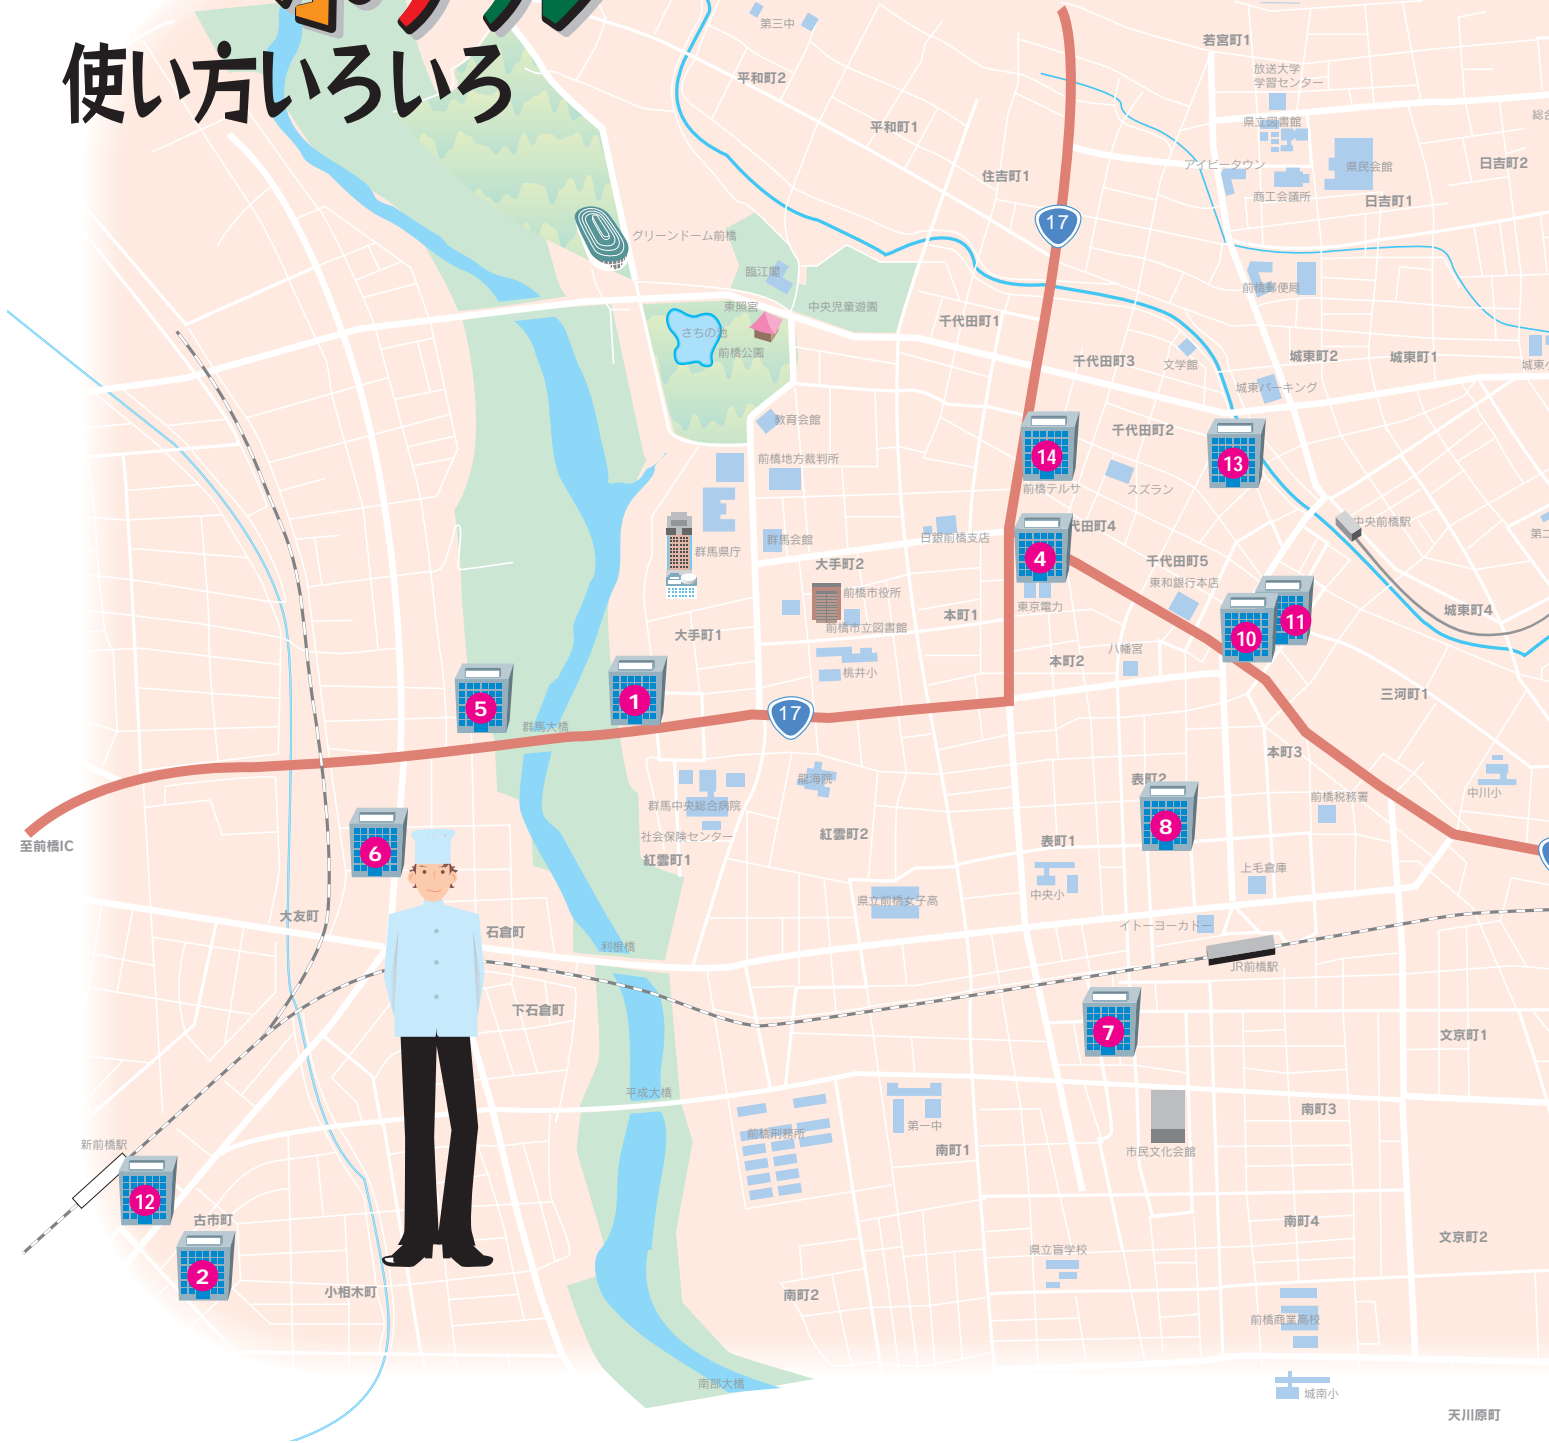 使い方いろいろ
第三中
若宮町1
放送大学
学習センター
平和町2
県立図書館
平和町1
アイビータウン
県民会館
日吉町2
住吉町1
商工会議所
日吉町1
17
グリーンドーム前橋
臨江閣
前橋郵便局
東照宮
中央児童遊園
千代田町1
さちの池
前橋公園
千代田町3
文学館
城東町2
城東町1
城東パーキング
教育会館
千代田町2
前橋地方裁判所
14
13
前橋テルサ
スズラン
中央前橋駅
代田町4
日銀前橋支店
群馬会館
群馬県庁
4
大手町2
千代田町5
東和銀行本店
前橋市役所
東京電力
本町1
城東町4
前橋市立図書館
11
10
大手町1
八幡宮
本町2
桃井小
三河町1
5
1
17
群馬大橋
本町3
龍海院
表町2
群馬中央総合病院
前橋税務署
中川小
社会保険センター
紅雲町2
8
表町1
至前橋IC
6
紅雲町1
上毛倉庫
中央小
県立前橋女子高
大友町
石倉町
イトーヨーカドー
利根橋
JR前橋駅
下石倉町
7
文京町1
平成大橋
南町3
第一中
前橋刑務所
新前橋駅
南町1
市民文化会館
12
古市町
南町4
文京町2
県立盲学校
2
小相木町
南町2
前橋商業高校
南部大橋
城南小
天川原町